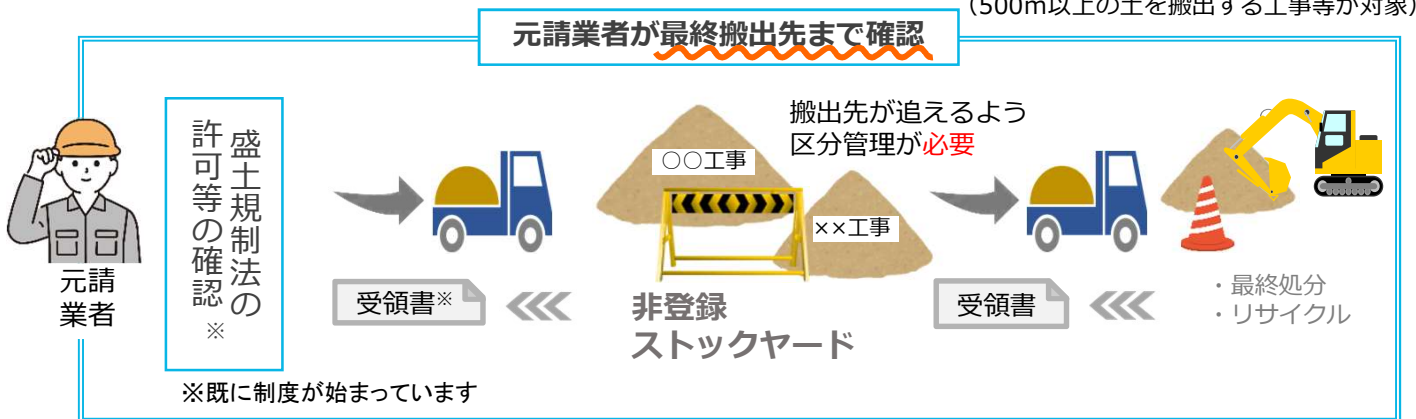 （500m以上の土を搬出する工事等が対象）
元請業者が最終搬出先まで確認
元請
業者
盛土規制法の
許可等の確認
※
受領書※
※既に制度が始まっています
○○工事
××工事
搬出先が追えるよう
区分管理が必要
非登録
ストックヤード
受領書
・最終処分
・リサイクル